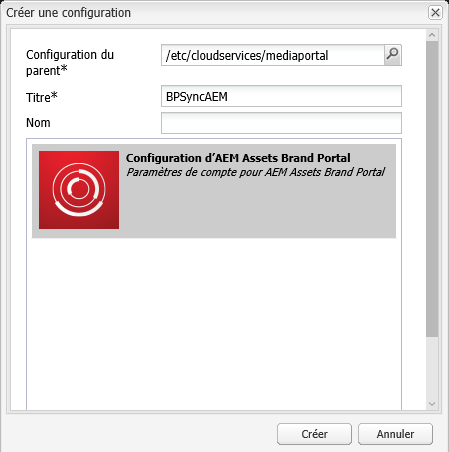 Créer une configuration
Configuration du
parent*
/etc/cloudservices/mediaportal
Titre*
BPSyncAEM
Nom
Configuration d'AEM Assets Brand Portal
Paramètres de compte pour AEM Assets Brand Portal
Créer
Annuler